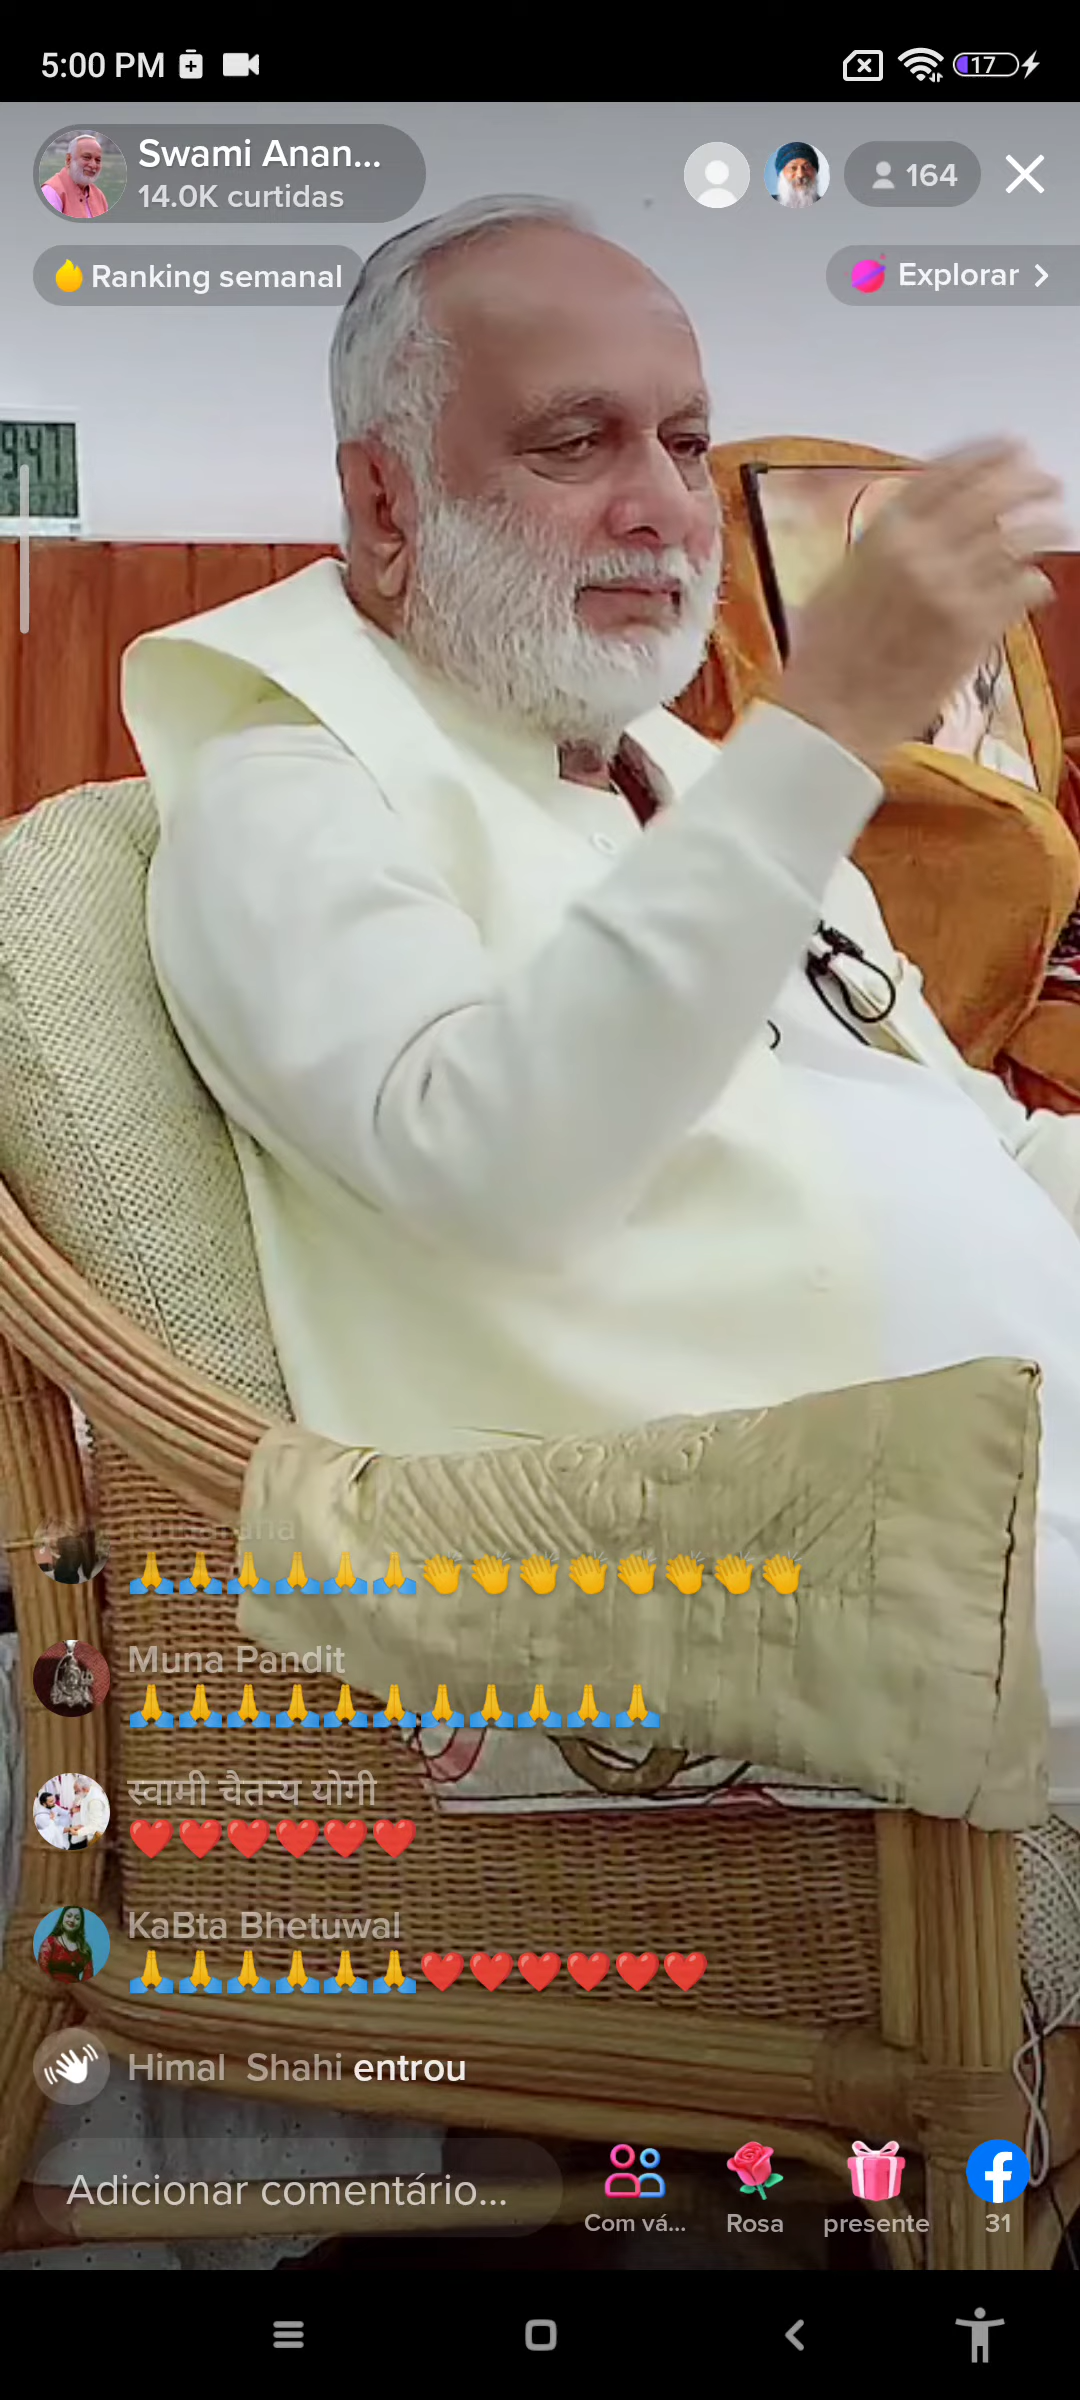 5:00 PM
17
Swami Anan...
14.0K curtidas
164
Ranking semanal
Explorar
Muna Pandit
🙏🙏🙏🙏🙏🙏👏👏👏👏👏👏👏👏
🙏🙏🙏🙏🙏🙏🙏🙏🙏🙏🙏
स्वामी चैतन्य योगी
❤️❤️❤️❤️❤️❤️
KaBta Bhetuwal
🙏🙏🙏🙏🙏🙏❤️❤️❤️❤️❤️❤️
Himal Shahi entrou
Adicionar comentário...
Com vá...
Rosa
presente
31